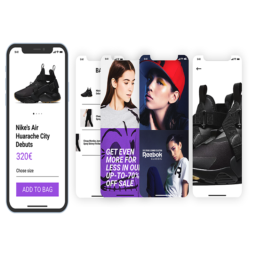 Nike's Air
Huarache City
Debuts
320€
Chose size
ADD TO BAG
GET EVEN
MORE FOR
LESS IN OUR
UP-TO-70%
OFF SALE
Reebok